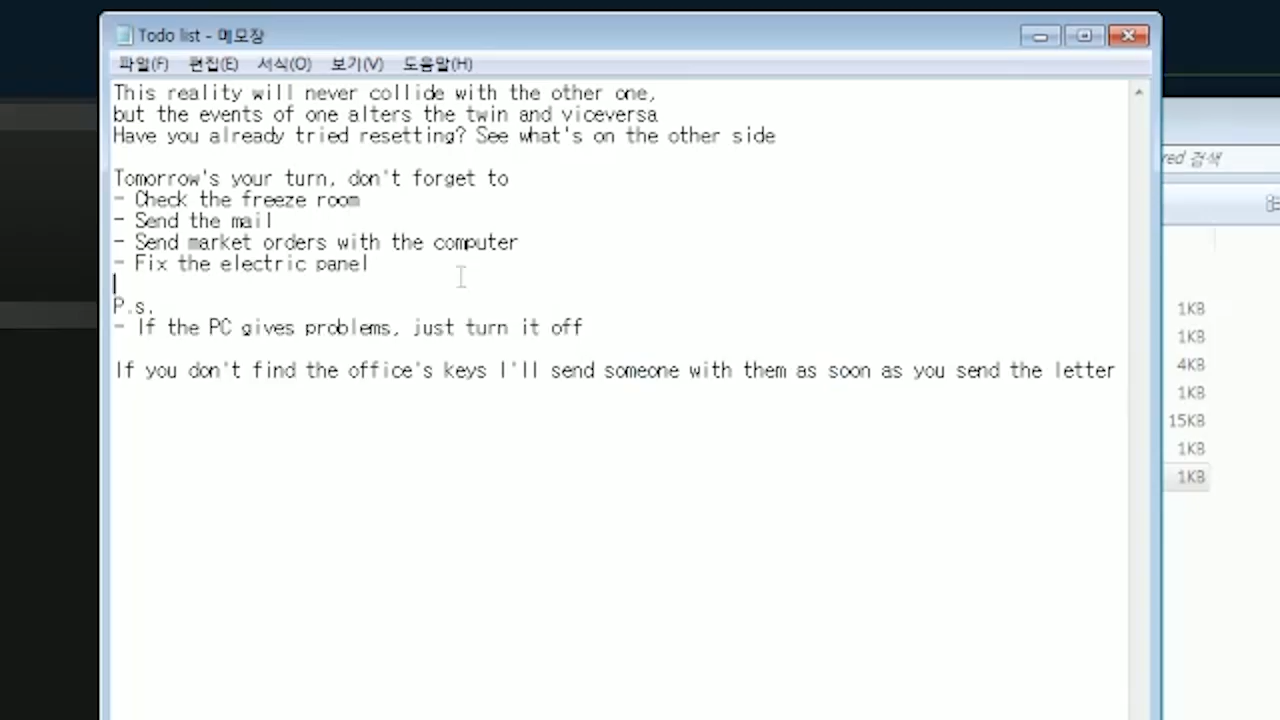 Todo list - 메모장
파일(F) 편집(E) 서식(O) 보기(V) 도움말(H)
This reality will never collide with the other one,
but the events of one alters the twin and viceversa
Have you already tried resetting? See what's on the other side
Tomorrow's your turn, don't forget to
- Check the freeze room
- Send the mail
- Send market orders with the computer
- Fix the electric panel
P.s.
- If the PC gives problems, just turn it off
If you don't find the office's keys I'll send someone with them as soon as you send the letter
red 검색
1KB
1KB
4KB
1KB
15KB
1KB
1KB